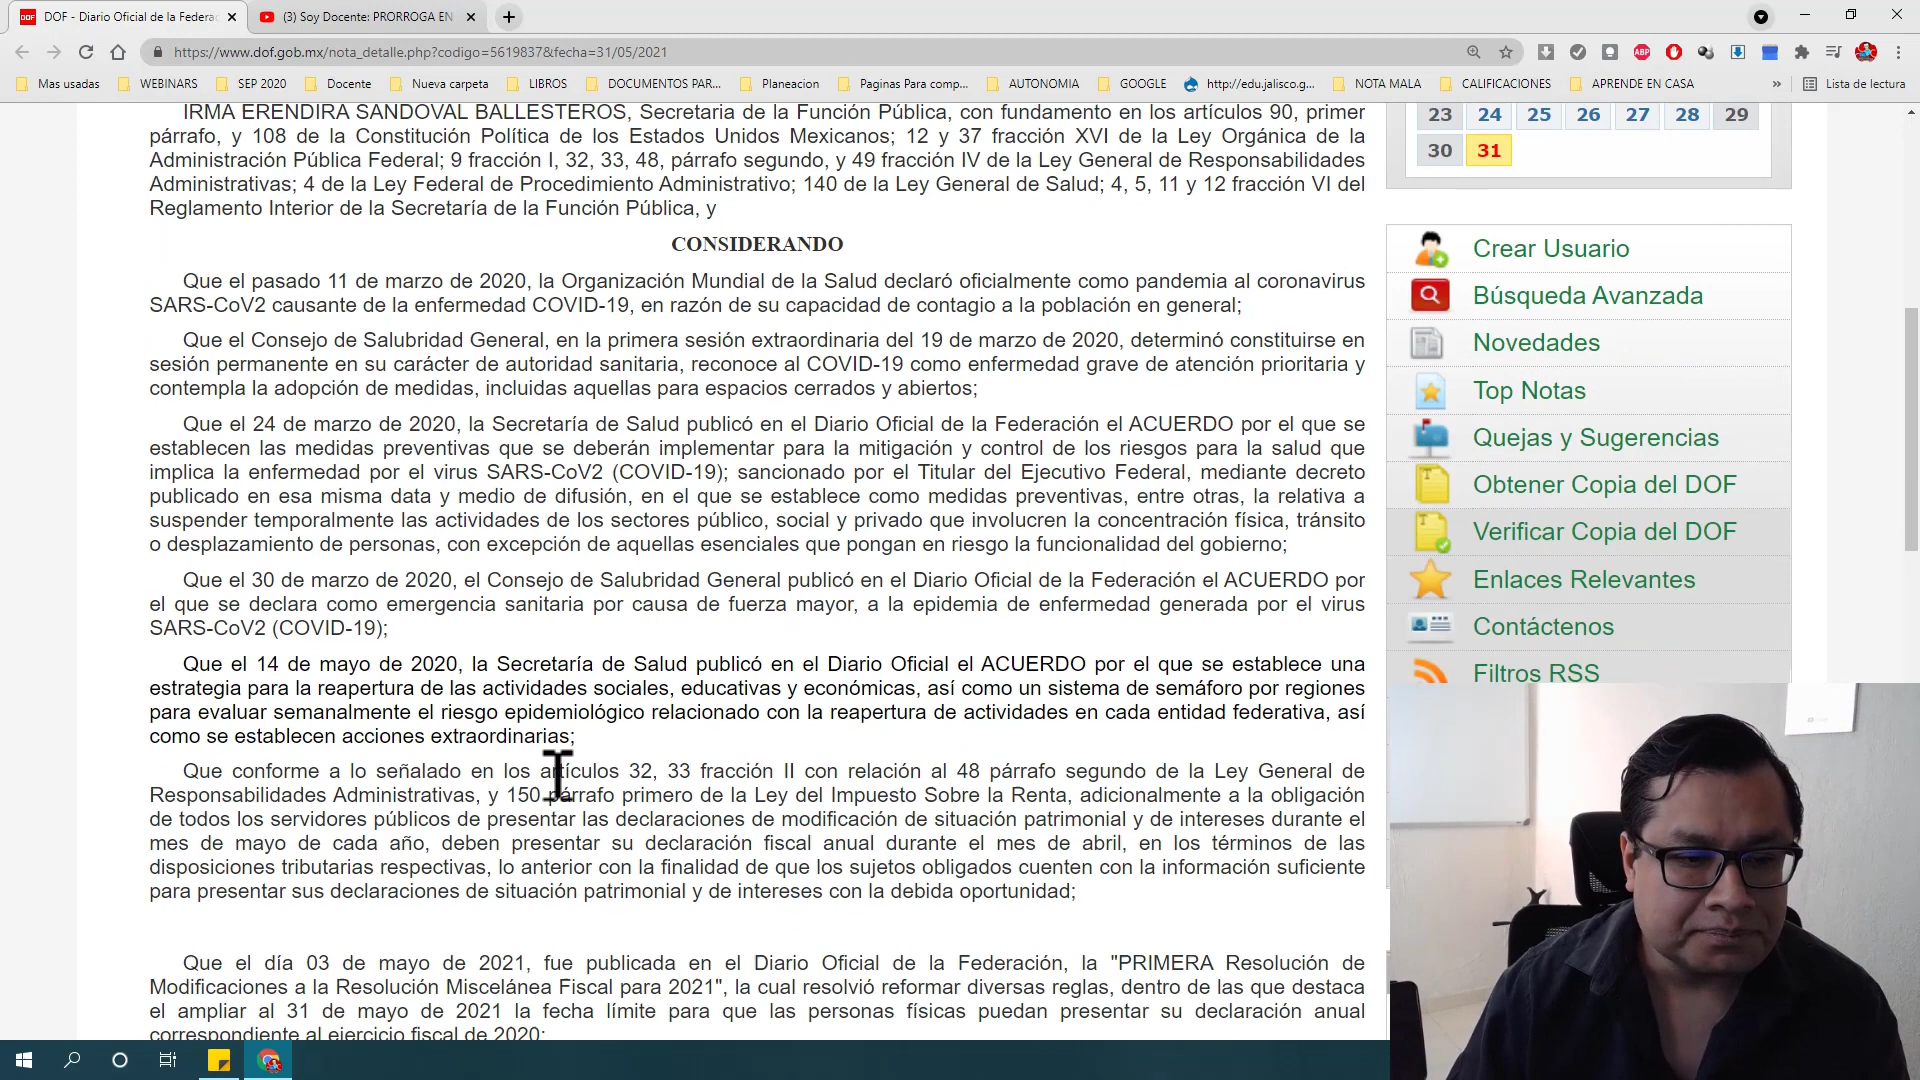 DOF - Diario Oficial de la Federac
(3) Soy Docente: PRORROGA EN
https://www.dof.gob.mx/nota_detalle.php?codigo=5619837&fecha=31/05/2021
Mas usadas WEBINARS SEP 2020 Docente Nueva carpeta LIBROS DOCUMENTOS PAR... Planeacion Paginas Para comp... AUTONOMIA GOOGLE http://edu.jalisco.g... NOTA MALA CALIFICACIONES APRENDE EN CASA » Lista de lectura
IRMA ERENDIRA SANDOVAL BALLESTEROS, Secretaria de la Función Pública, con fundamento en los artículos 90, primer
párrafo, y 108 de la Constitución Política de los Estados Unidos Mexicanos; 12 y 37 fracción XVI de la Ley Orgánica de la
Administración Pública Federal; 9 fracción I, 32, 33, 48, párrafo segundo, y 49 fracción IV de la Ley General de Responsabilidades
Administrativas; 4 de la Ley Federal de Procedimiento Administrativo; 140 de la Ley General de Salud; 4, 5, 11 y 12 fracción VI del
Reglamento Interior de la Secretaría de la Función Pública, y
CONSIDERANDO
Que el pasado 11 de marzo de 2020, la Organización Mundial de la Salud declaró oficialmente como pandemia al coronavirus
SARS-CoV2 causante de la enfermedad COVID-19, en razón de su capacidad de contagio a la población en general;
Que el Consejo de Salubridad General, en la primera sesión extraordinaria del 19 de marzo de 2020, determinó constituirse en
sesión permanente en su carácter de autoridad sanitaria, reconoce al COVID-19 como enfermedad grave de atención prioritaria y
contempla la adopción de medidas, incluidas aquellas para espacios cerrados y abiertos;
Que el 24 de marzo de 2020, la Secretaría de Salud publicó en el Diario Oficial de la Federación el ACUERDO por el que se
establecen las medidas preventivas que se deberán implementar para la mitigación y control de los riesgos para la salud que
implica la enfermedad por el virus SARS-CoV2 (COVID-19); sancionado por el Titular del Ejecutivo Federal, mediante decreto
publicado en esa misma data y medio de difusión, en el que se establece como medidas preventivas, entre otras, la relativa a
suspender temporalmente las actividades de los sectores público, social y privado que involucren la concentración física, tránsito
o desplazamiento de personas, con excepción de aquellas esenciales que pongan en riesgo la funcionalidad del gobierno;
Que el 30 de marzo de 2020, el Consejo de Salubridad General publicó en el Diario Oficial de la Federación el ACUERDO por
el que se declara como emergencia sanitaria por causa de fuerza mayor, a la epidemia de enfermedad generada por el virus
SARS-CoV2 (COVID-19);
Que el 14 de mayo de 2020, la Secretaría de Salud publicó en el Diario Oficial el ACUERDO por el que se establece una
estrategia para la reapertura de las actividades sociales, educativas y económicas, así como un sistema de semáforo por regiones
para evaluar semanalmente el riesgo epidemiológico relacionado con la reapertura de actividades en cada entidad federativa, así
como se establecen acciones extraordinarias;
Que conforme a lo señalado en los artículos 32, 33 fracción II con relación al 48 párrafo segundo de la Ley General de
Responsabilidades Administrativas, y 150 párrafo primero de la Ley del Impuesto Sobre la Renta, adicionalmente a la obligación
de todos los servidores públicos de presentar las declaraciones de modificación de situación patrimonial y de intereses durante el
mes de mayo de cada año, deben presentar su declaración fiscal anual durante el mes de abril, en los términos de las
disposiciones tributarias respectivas, lo anterior con la finalidad de que los sujetos obligados cuenten con la información suficiente
para presentar sus declaraciones de situación patrimonial y de intereses con la debida oportunidad;
Que el día 03 de mayo de 2021, fue publicada en el Diario Oficial de la Federación, la "PRIMERA Resolución de
Modificaciones a la Resolución Miscelánea Fiscal para 2021", la cual resolvió reformar diversas reglas, dentro de las que destaca
el ampliar al 31 de mayo de 2021 la fecha límite para que las personas físicas puedan presentar su declaración anual
correspondiente al ejercicio fiscal de 2020;
23 24 25 26 27 28 29
30 31
Crear Usuario
Búsqueda Avanzada
Novedades
Top Notas
Quejas y Sugerencias
Obtener Copia del DOF
Verificar Copia del DOF
Enlaces Relevantes
Contáctenos
Filtros RSS